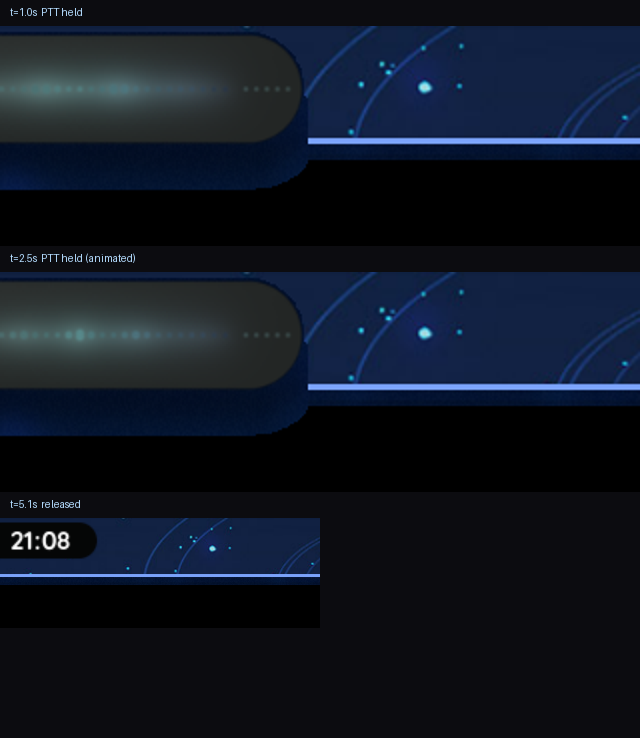 t=1.0s PTT held
t=2.5s PTT held (animated)
t=5.1s released
21:08